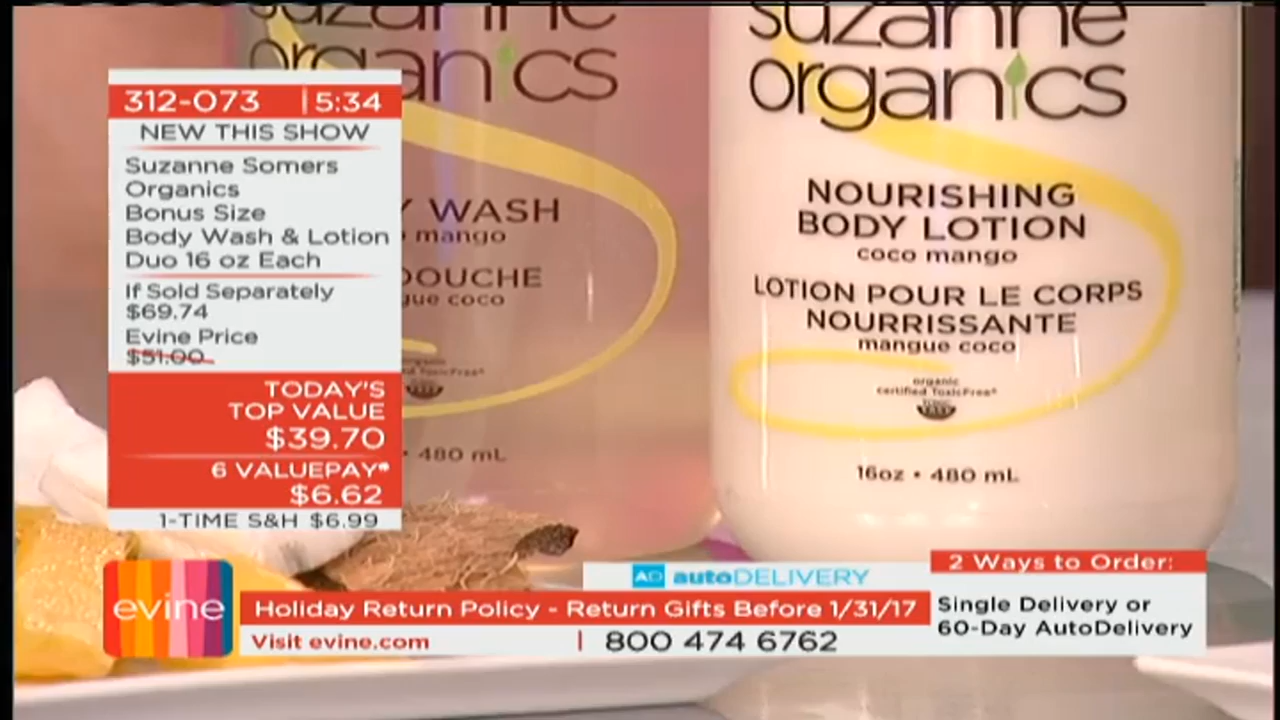 312-073 | 5:34
NEW THIS SHOW
Suzanne Somers
Organics
Bonus Size
Body Wash & Lotion
Duo 16 oz Each
If Sold Separately
$69.74
Evine Price
$51.00
TODAY'S
TOP VALUE
$39.70
6 VALUEPAY®
$6.62
1-TIME S&H $6.99
suzanne
organics
WASH
mango
DOUCHE
gue coco
480 mL
suzanne
organics
NOURISHING
BODY LOTION
coco mango
LOTION POUR LE CORPS
NOURRISSANTE
mangue coco
organic
certified ToxicFree®
16oz • 480 mL
evine
AD autoDELIVERY
Holiday Return Policy - Return Gifts Before 1/31/17
Visit evine.com | 800 474 6762
2 Ways to Order:
Single Delivery or
60-Day AutoDelivery